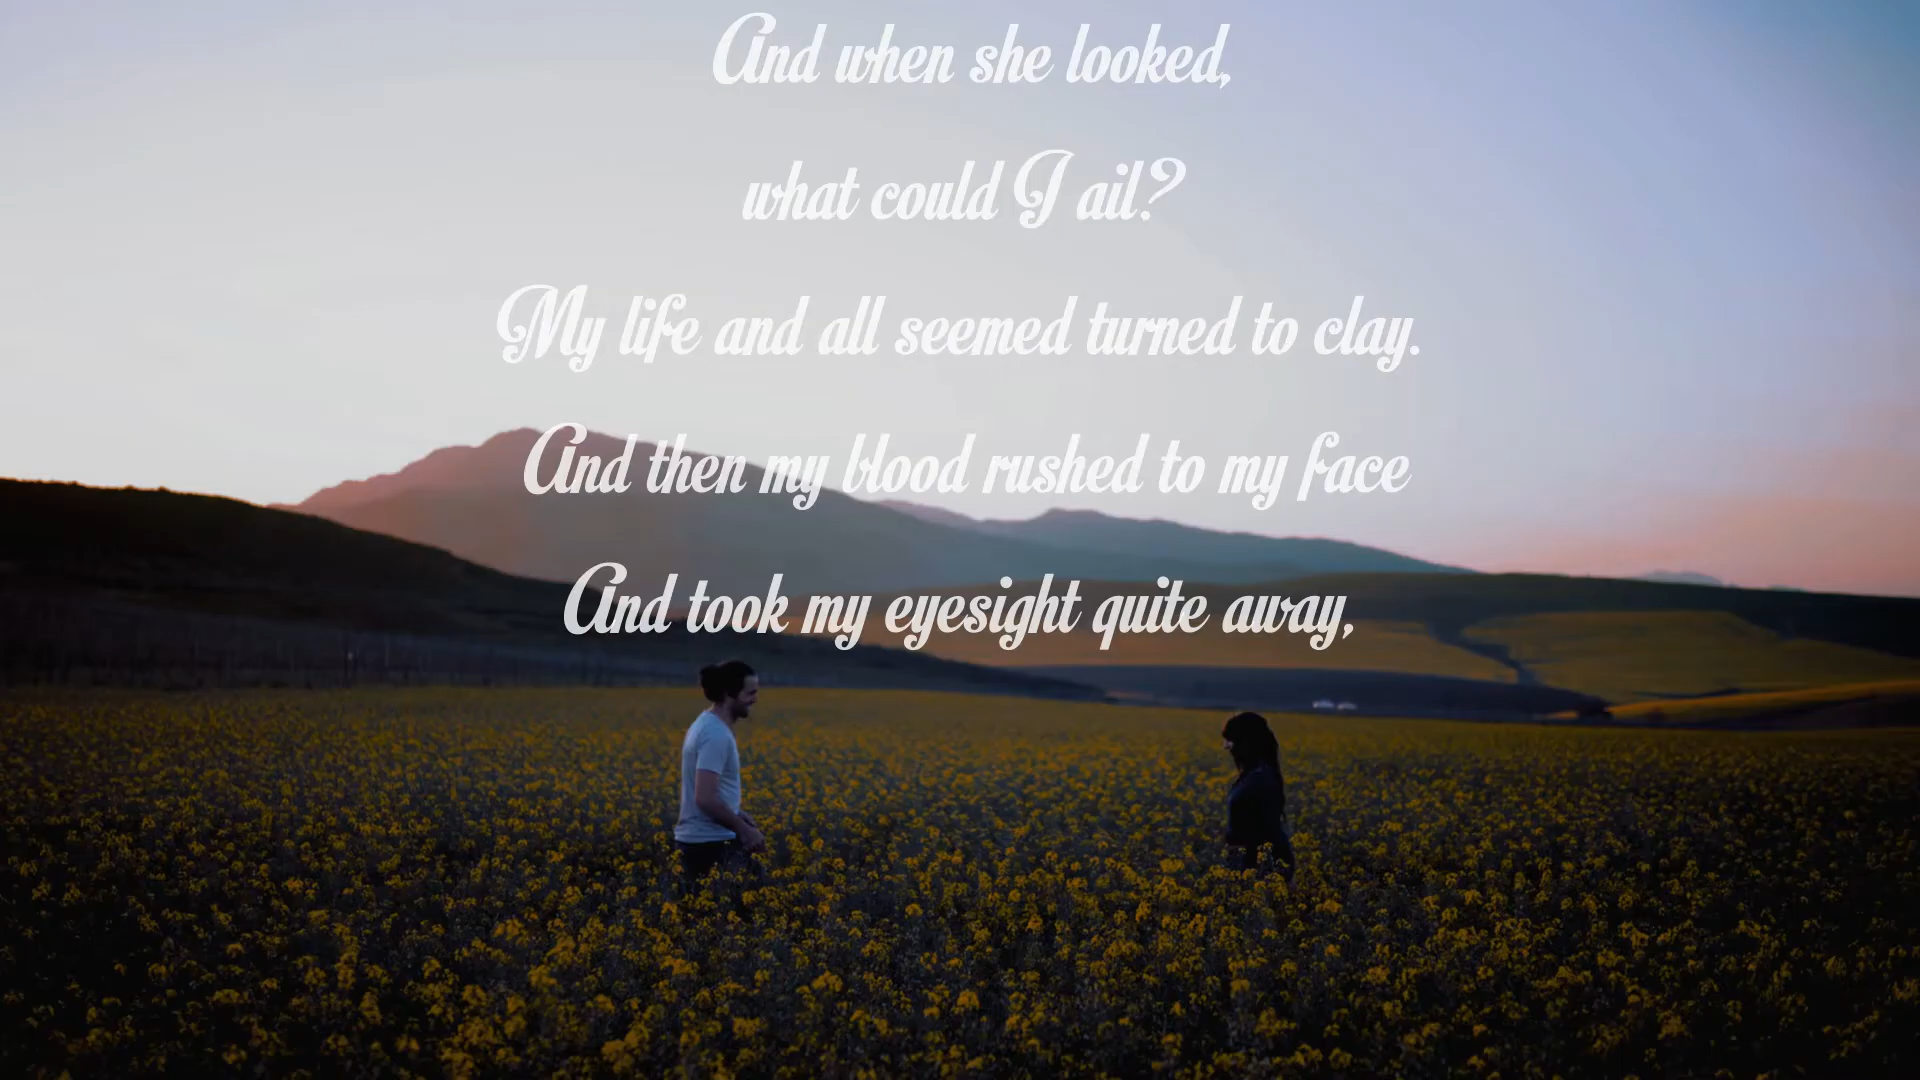 And when she looked,
what could I ail?
My life and all seemed turned to clay.
And then my blood rushed to my face
And took my eyesight quite away,